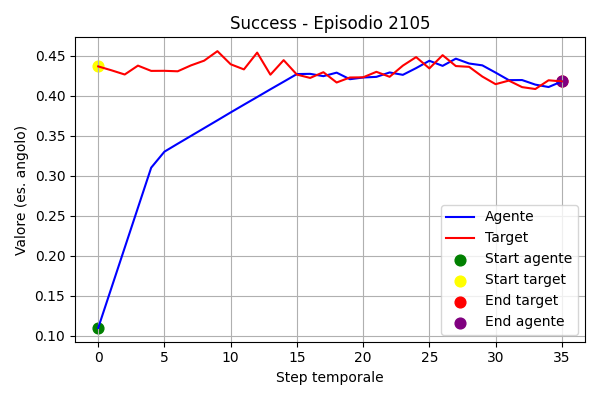 Success - Episodio 2105
Valore (es. angolo)
0.45
0.40
0.35
0.30
0.25
0.20
0.15
0.10
Agente
Target
Start agente
Start target
End target
End agente
0 5 10 15 20 25 30 35
Step temporale